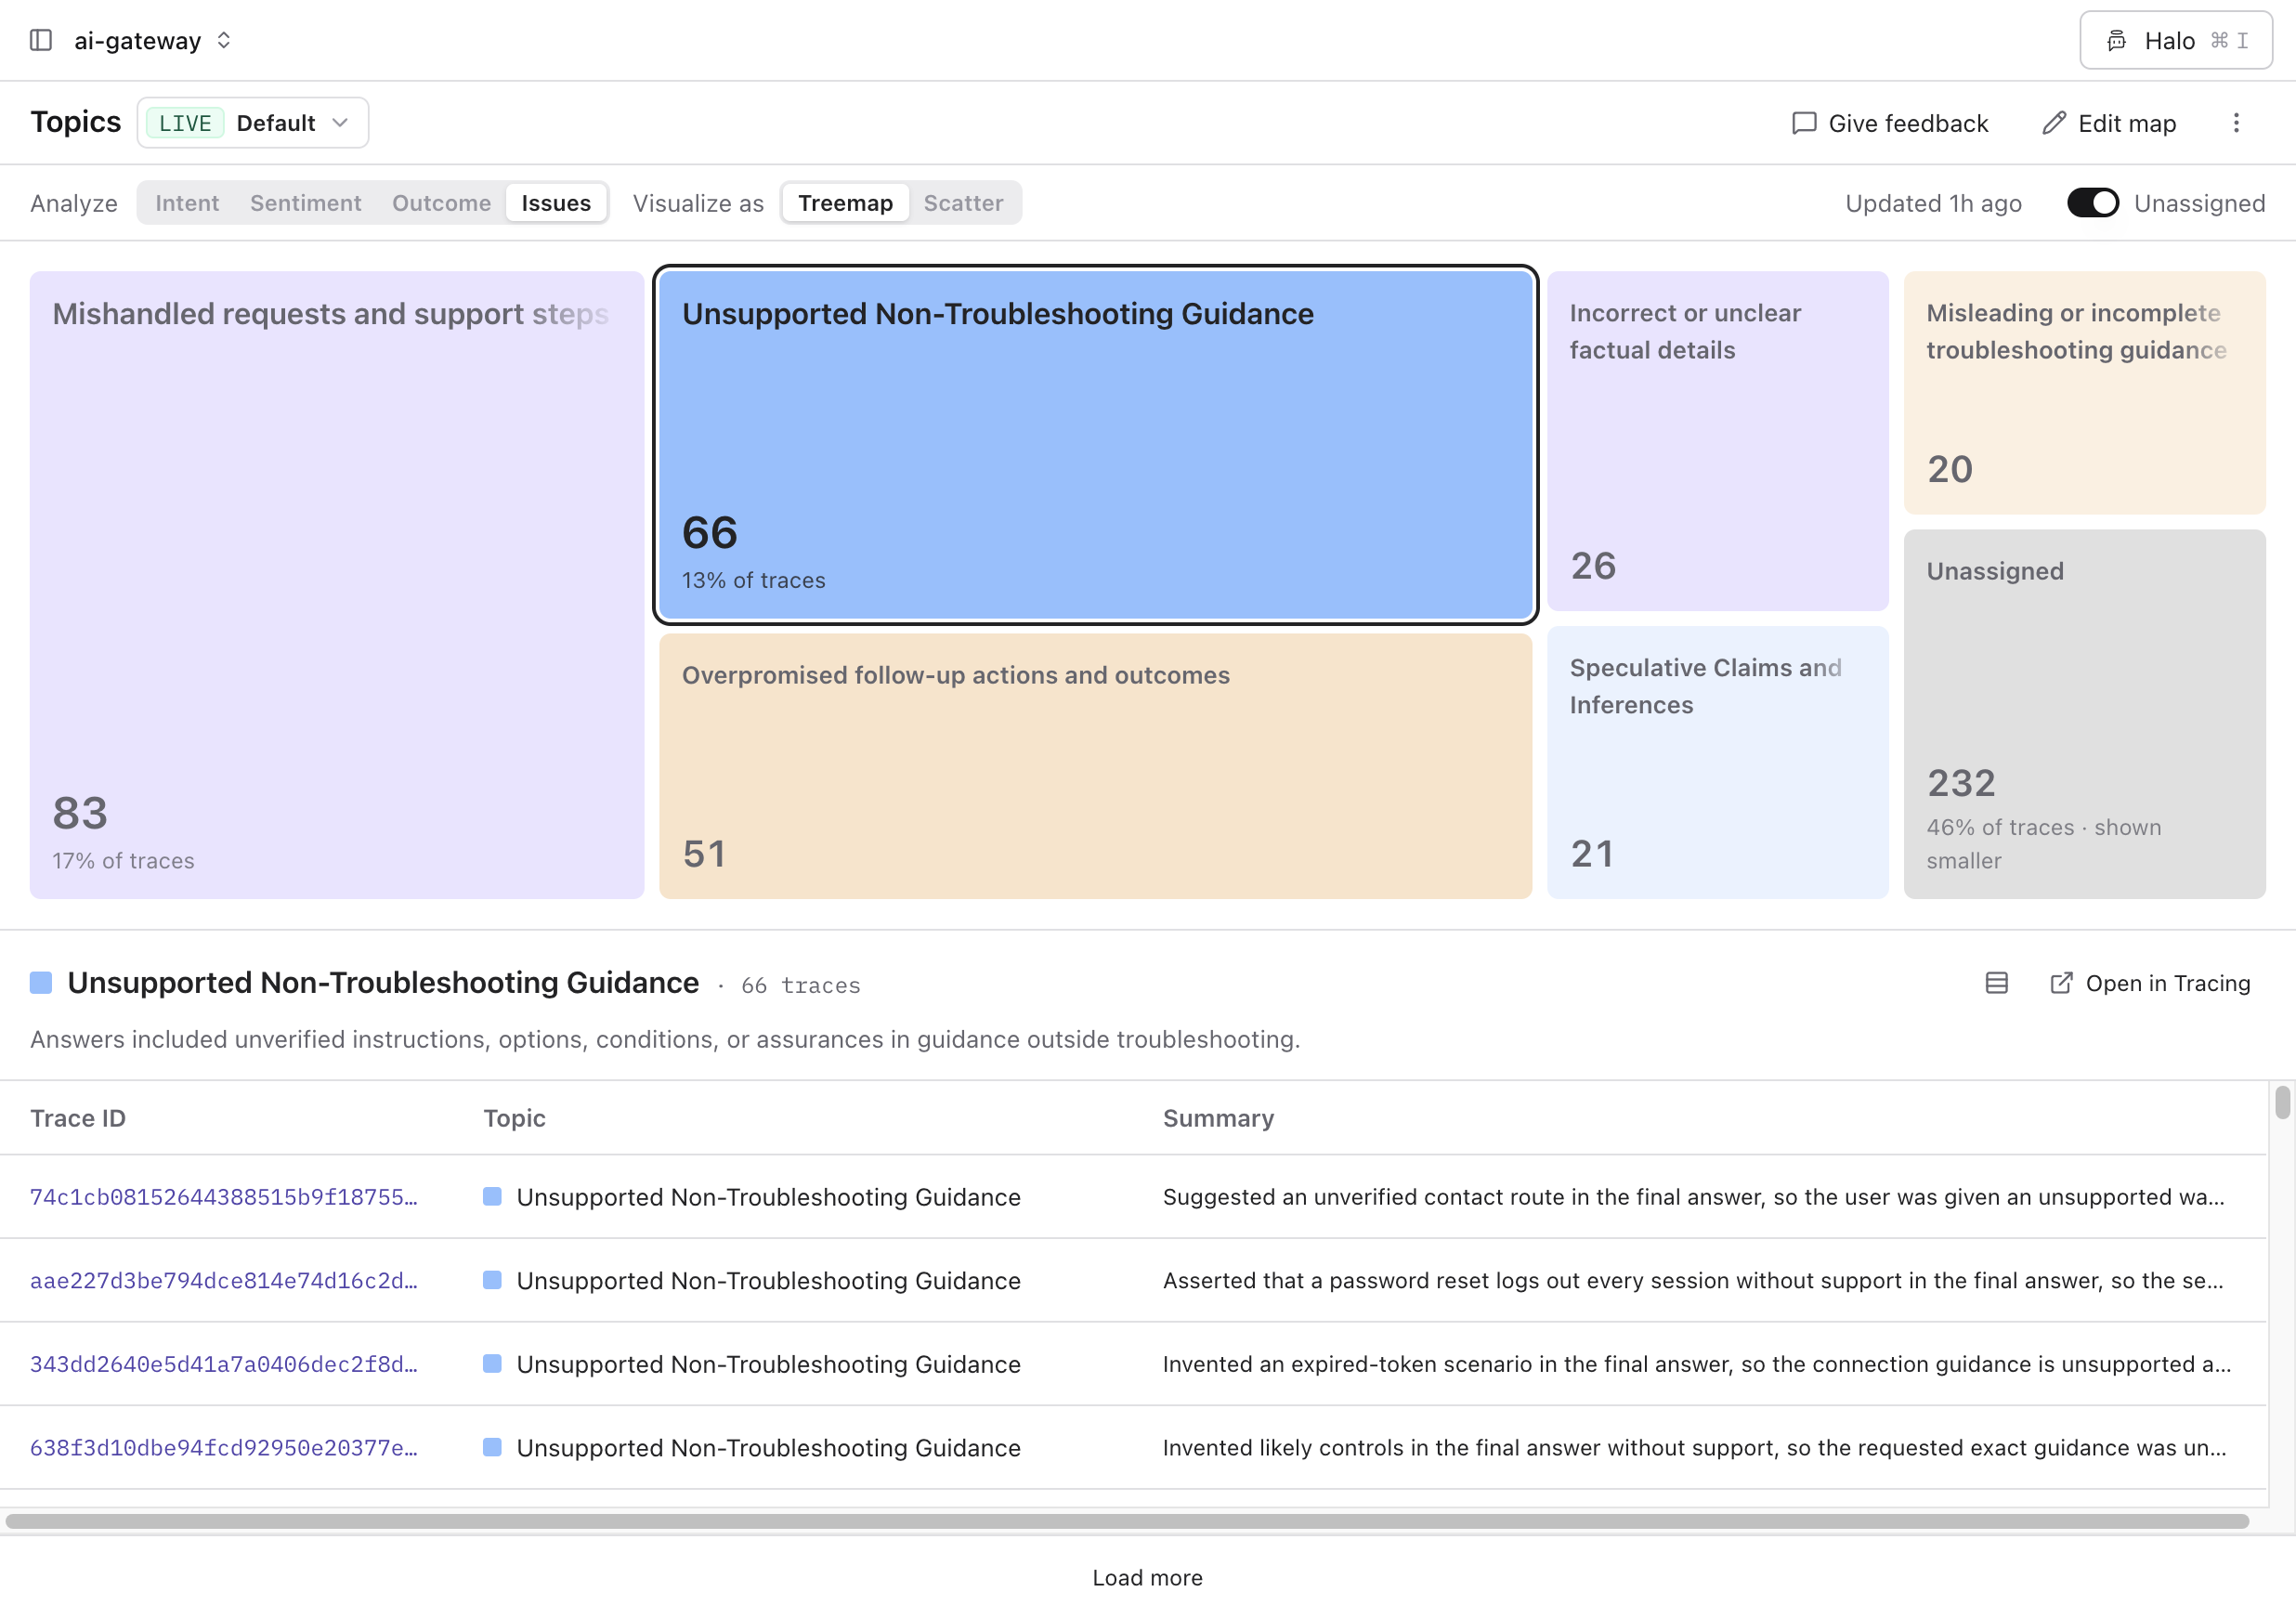 ai-gateway
Halo ⌘ I
Topics
LIVE Default
Give feedback
Edit map
Analyze
Intent Sentiment Outcome Issues
Visualize as
Treemap Scatter
Updated 1h ago
Unassigned
Mishandled requests and support steps
83
17% of traces
Unsupported Non-Troubleshooting Guidance
66
13% of traces
Overpromised follow-up actions and outcomes
51
Incorrect or unclear
factual details
26
Speculative Claims and
Inferences
21
Misleading or incomplete
troubleshooting guidance
20
Unassigned
232
46% of traces · shown
smaller
Unsupported Non-Troubleshooting Guidance · 66 traces
Open in Tracing
Answers included unverified instructions, options, conditions, or assurances in guidance outside troubleshooting.
Trace ID Topic Summary
74c1cb08152644388515b9f18755… Unsupported Non-Troubleshooting Guidance Suggested an unverified contact route in the final answer, so the user was given an unsupported wa...
aae227d3be794dce814e74d16c2d… Unsupported Non-Troubleshooting Guidance Asserted that a password reset logs out every session without support in the final answer, so the se...
343dd2640e5d41a7a0406dec2f8d… Unsupported Non-Troubleshooting Guidance Invented an expired-token scenario in the final answer, so the connection guidance is unsupported a...
638f3d10dbe94fcd92950e20377e… Unsupported Non-Troubleshooting Guidance Invented likely controls in the final answer without support, so the requested exact guidance was un...
Load more